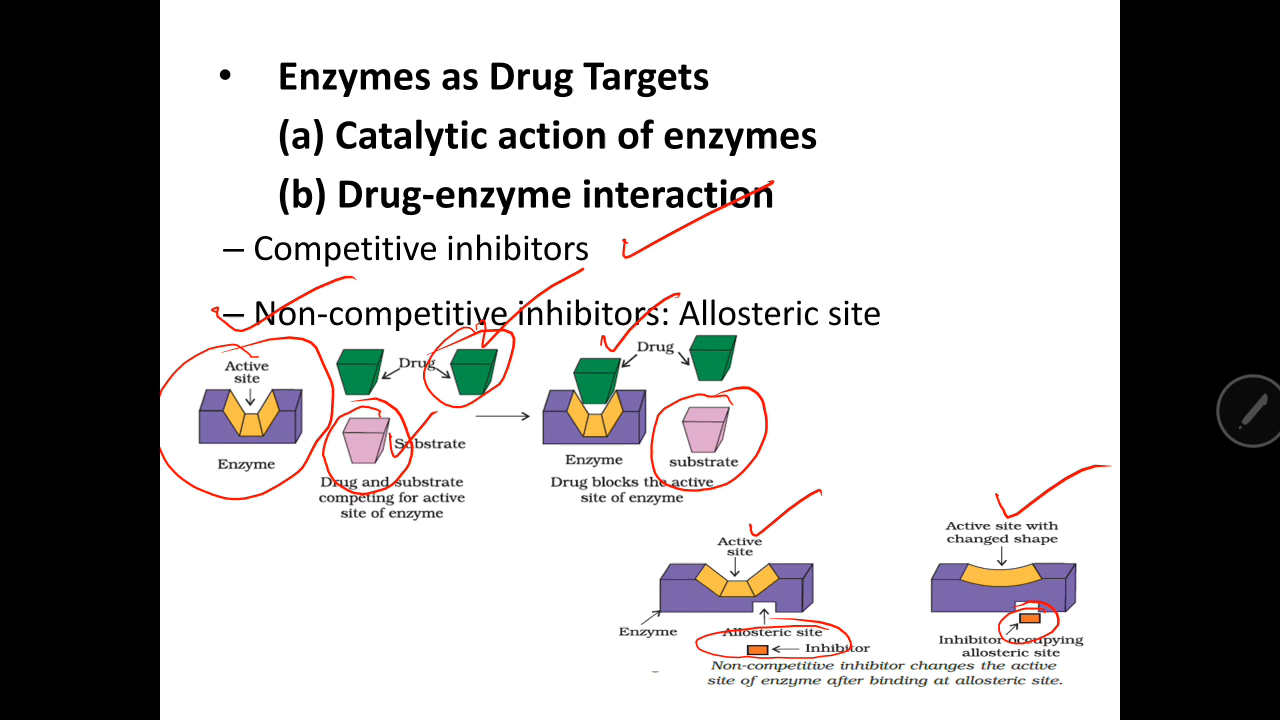 • Enzymes as Drug Targets
(a) Catalytic action of enzymes
(b) Drug-enzyme interaction
– Competitive inhibitors
– Non-competitive inhibitors: Allosteric site
Active
site
Drug
Substrate
Enzyme
Drug and substrate
competing for active
site of enzyme
Drug
Enzyme
substrate
Drug blocks the active
site of enzyme
Active
site
Enzyme
Allosteric site
Inhibitor
Active site with
changed shape
Inhibitor occupying
allosteric site
Non-competitive inhibitor changes the active
site of enzyme after binding at allosteric site.